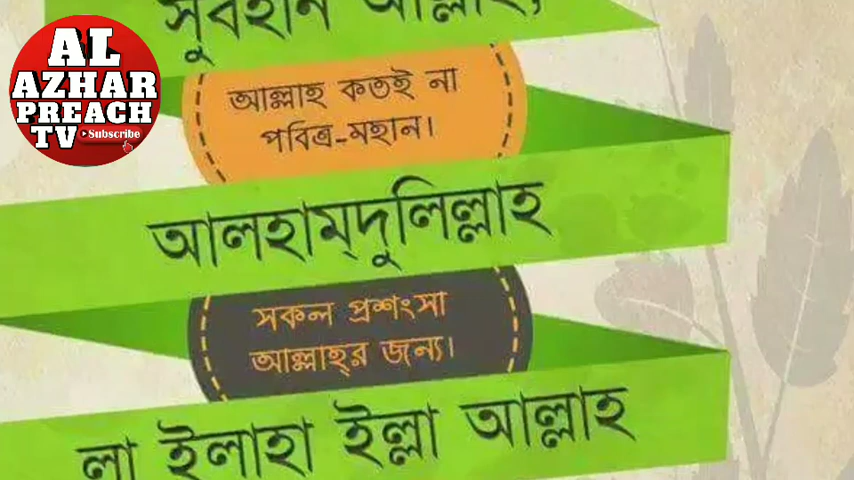 সুবহান আল্লাহ,
AL
AZHAR
PREACH
TV Subscribe
আল্লাহ কতই না
পবিত্র-মহান।
আলহাম্‌দুলিল্লাহ
সকল প্রশংসা
আল্লাহ্‌র জন্য।
লা ইলাহা ইল্লা আল্লাহ